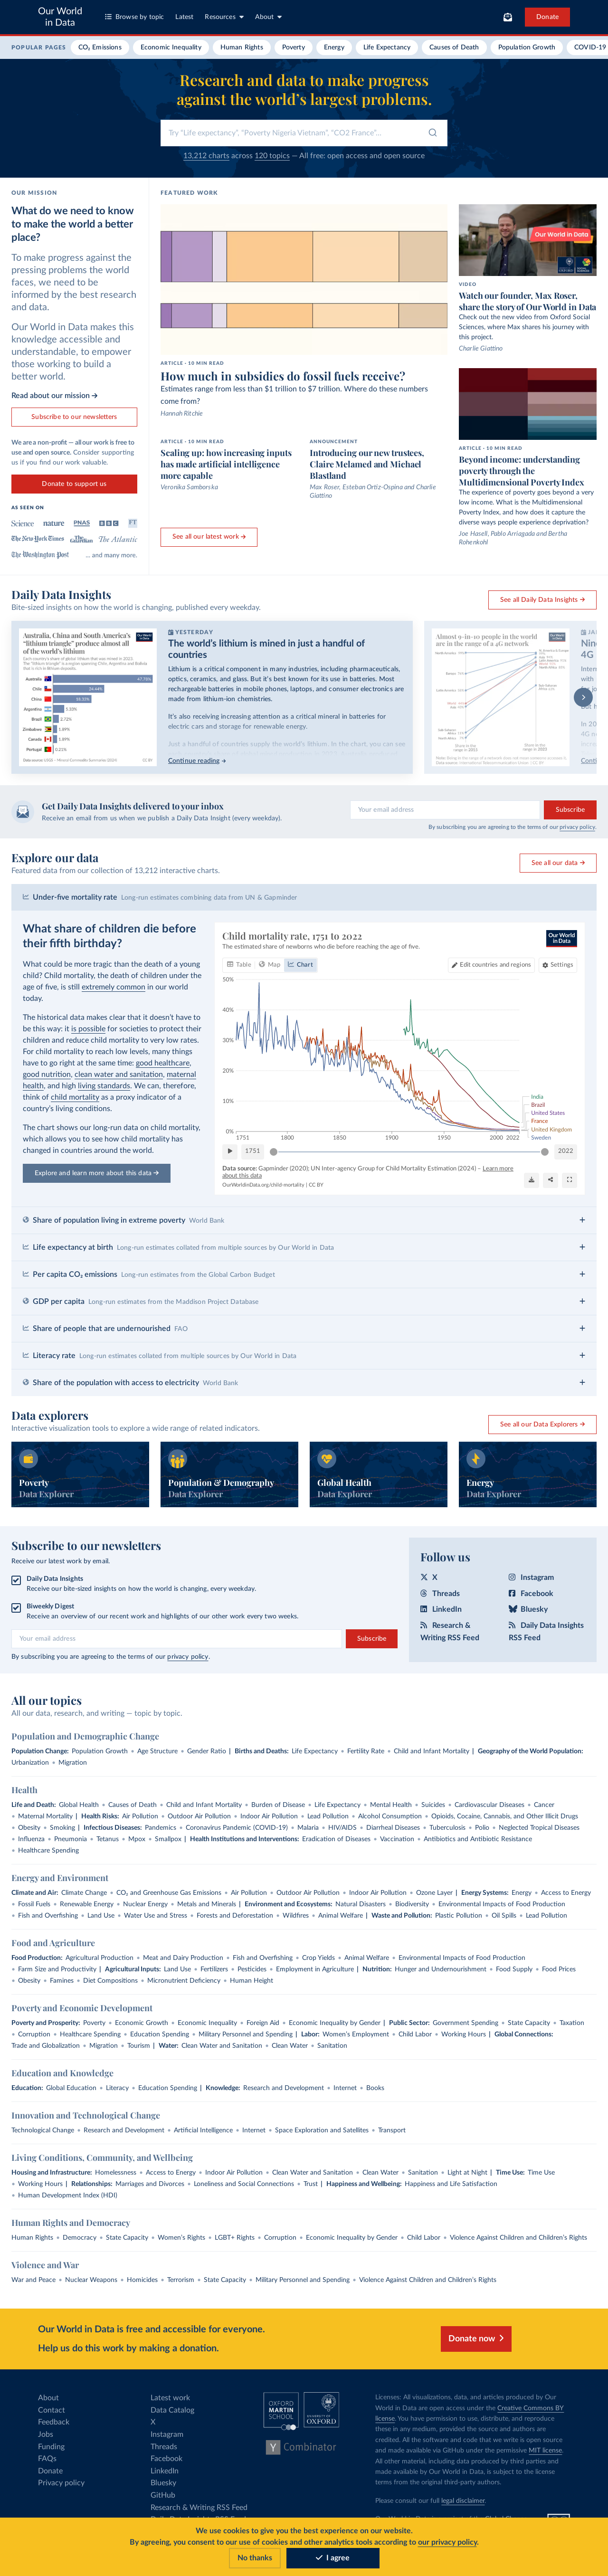 Our World
in Data
Browse by topic
Latest
Resources
About
Donate
POPULAR PAGES
CO₂ Emissions
Economic Inequality
Human Rights
Poverty
Energy
Life Expectancy
Causes of Death
Population Growth
COVID-19
Research and data to make progress
against the world's largest problems.
Try "Life expectancy", "Poverty Nigeria Vietnam", "CO2 France"...
13,212 charts across 120 topics — All free: open access and open source
OUR MISSION
What do we need to know
to make the world a better
place?
To make progress against the
pressing problems the world
faces, we need to be
informed by the best research
and data.
Our World in Data makes this
knowledge accessible and
understandable, to empower
those working to build a
better world.
Read about our mission →
Subscribe to our newsletters
We are a non-profit — all our work is free to
use and open source. Consider supporting
us if you find our work valuable.
Donate to support us
AS SEEN ON
Science
nature
PNAS
BBC
FT
The New York Times
The Guardian
The Atlantic
The Washington Post
... and many more.
FEATURED WORK
ARTICLE · 10 MIN READ
How much in subsidies do fossil fuels receive?
Estimates range from less than $1 trillion to $7 trillion. Where do these numbers
come from?
Hannah Ritchie
ARTICLE · 10 MIN READ
Scaling up: how increasing inputs
has made artificial intelligence
more capable
Veronika Samborska
ANNOUNCEMENT
Introducing our new trustees,
Claire Melamed and Michael
Blastland
Max Roser, Esteban Ortiz-Ospina and Charlie
Giattino
See all our latest work →
Our World in Data
VIDEO
Watch our founder, Max Roser,
share the story of Our World in Data
Check out the new video from Oxford Social
Sciences, where Max shares his journey with
this project.
Charlie Giattino
ARTICLE · 10 MIN READ
Beyond income: understanding
poverty through the
Multidimensional Poverty Index
The experience of poverty goes beyond a very
low income. What and how does the
Multidimensional Poverty Index, and how does it capture the
diverse ways people experience deprivation?
Joe Hasell, Pablo Arriagada and Bertha
Rohenkohl
Daily Data Insights
Bite-sized insights on how the world is changing, published every weekday.
See all Daily Data Insights →
Australia, China and South America's
"lithium triangle" produce almost all
of the world's lithium
Australia
Chile
China
Argentina
Brazil
Zimbabwe
Canada
Portugal
YESTERDAY
The world's lithium is mined in just a handful of
countries
Lithium is a critical component in many industries, including pharmaceuticals,
optics, ceramics, and glass. But it's best known for its use in batteries. Most
rechargeable batteries in mobile phones, laptops, and consumer electronics are
made from lithium-ion chemistries.
It's also receiving increasing attention as a critical mineral in batteries for
electric cars and storage for renewable energy.
Just a handful of countries supply the world's lithium. In the chart, you can see
Continue reading →
Almost 9-in-10 people in the world
are in the range of a 4G network
Get Daily Data Insights delivered to your inbox
Receive an email from us when we publish a Daily Data Insight (every weekday).
Your email address
Subscribe
By subscribing you are agreeing to the terms of our privacy policy.
Explore our data
Featured data from our collection of 13,212 interactive charts.
See all our data →
Under-five mortality rate Long-run estimates combining data from UN & Gapminder
What share of children die before
their fifth birthday?
What could be more tragic than the death of a young
child? Child mortality, the death of children under the
age of five, is still extremely common in our world
today.
The historical data makes clear that it doesn't have to
be this way: it is possible for societies to protect their
children and reduce child mortality to very low rates.
For child mortality to reach low levels, many things
have to go right at the same time: good healthcare,
good nutrition, clean water and sanitation, maternal
health, and high living standards. We can, therefore,
think of child mortality as a proxy indicator of a
country's living conditions.
The chart shows our long-run data on child mortality,
which allows you to see how child mortality has
changed in countries around the world.
Explore and learn more about this data →
Child mortality rate, 1751 to 2022
The estimated share of newborns who die before reaching the age of five.
Our World
in Data
Table
Map
Chart
Edit countries and regions
Settings
50%
40%
30%
20%
10%
0%
1751
1800
1850
1900
1950
2000
2022
India
Brazil
United States
France
United Kingdom
Sweden
1751
2022
Data source: Gapminder (2020); UN Inter-agency Group for Child Mortality Estimation (2024) – Learn more
about this data
OurWorldinData.org/child-mortality | CC BY
Share of population living in extreme poverty World Bank
Life expectancy at birth Long-run estimates collated from multiple sources by Our World in Data
Per capita CO₂ emissions Long-run estimates from the Global Carbon Budget
GDP per capita Long-run estimates from the Maddison Project Database
Share of people that are undernourished FAO
Literacy rate Long-run estimates collated from multiple sources by Our World in Data
Share of the population with access to electricity World Bank
Data explorers
Interactive visualization tools to explore a wide range of related indicators.
See all our Data Explorers →
Poverty
Data Explorer
Population & Demography
Data Explorer
Global Health
Data Explorer
Energy
Data Explorer
Subscribe to our newsletters
Receive our latest work by email.
Daily Data Insights
Receive our bite-sized insights on how the world is changing, every weekday.
Biweekly Digest
Receive an overview of our recent work and highlights of our other work every two weeks.
Your email address
Subscribe
By subscribing you are agreeing to the terms of our privacy policy.
Follow us
X
Instagram
Threads
Facebook
LinkedIn
Bluesky
Research &
Writing RSS Feed
Daily Data Insights
RSS Feed
All our topics
All our data, research, and writing — topic by topic.
Population and Demographic Change
Population Change: Population Growth • Age Structure • Gender Ratio | Births and Deaths: Life Expectancy • Fertility Rate • Child and Infant Mortality | Geography of the World Population:
Urbanization • Migration
Health
Life and Death: Global Health • Causes of Death • Child and Infant Mortality • Burden of Disease • Life Expectancy • Mental Health • Suicides • Cardiovascular Diseases • Cancer
• Maternal Mortality | Health Risks: Air Pollution • Outdoor Air Pollution • Indoor Air Pollution • Lead Pollution • Alcohol Consumption • Opioids, Cocaine, Cannabis, and Other Illicit Drugs
• Obesity • Smoking | Infectious Diseases: Pandemics • Coronavirus Pandemic (COVID-19) • Malaria • HIV/AIDS • Diarrheal Diseases • Tuberculosis • Polio • Neglected Tropical Diseases
• Influenza • Pneumonia • Tetanus • Mpox • Smallpox | Health Institutions and Interventions: Eradication of Diseases • Vaccination • Antibiotics and Antibiotic Resistance
• Healthcare Spending
Energy and Environment
Climate and Air: Climate Change • CO₂ and Greenhouse Gas Emissions • Air Pollution • Outdoor Air Pollution • Indoor Air Pollution • Ozone Layer | Energy Systems: Energy • Access to Energy
• Fossil Fuels • Renewable Energy • Nuclear Energy • Metals and Minerals | Environment and Ecosystems: Natural Disasters • Biodiversity • Environmental Impacts of Food Production
• Fish and Overfishing • Land Use • Water Use and Stress • Forests and Deforestation • Wildfires • Animal Welfare | Waste and Pollution: Plastic Pollution • Oil Spills • Lead Pollution
Food and Agriculture
Food Production: Agricultural Production • Meat and Dairy Production • Fish and Overfishing • Crop Yields • Animal Welfare • Environmental Impacts of Food Production
• Farm Size and Productivity | Agricultural Inputs: Land Use • Fertilizers • Pesticides • Employment in Agriculture | Nutrition: Hunger and Undernourishment • Food Supply • Food Prices
• Obesity • Famines • Diet Compositions • Micronutrient Deficiency • Human Height
Poverty and Economic Development
Poverty and Prosperity: Poverty • Economic Growth • Economic Inequality • Foreign Aid • Economic Inequality by Gender | Public Sector: Government Spending • State Capacity • Taxation
• Corruption • Healthcare Spending • Education Spending • Military Personnel and Spending | Labor: Women's Employment • Child Labor • Working Hours | Global Connections:
Trade and Globalization • Migration • Tourism | Water: Clean Water and Sanitation • Clean Water • Sanitation
Education and Knowledge
Education: Global Education • Literacy • Education Spending | Knowledge: Research and Development • Internet • Books
Innovation and Technological Change
Technological Change • Research and Development • Artificial Intelligence • Internet • Space Exploration and Satellites • Transport
Living Conditions, Community, and Wellbeing
Housing and Infrastructure: Homelessness • Access to Energy • Indoor Air Pollution • Clean Water and Sanitation • Clean Water • Sanitation • Light at Night | Time Use: Time Use
• Working Hours | Relationships: Marriages and Divorces • Loneliness and Social Connections • Trust | Happiness and Wellbeing: Happiness and Life Satisfaction
• Human Development Index (HDI)
Human Rights and Democracy
Human Rights • Democracy • State Capacity • Women's Rights • LGBT+ Rights • Corruption • Economic Inequality by Gender • Child Labor • Violence Against Children and Children's Rights
Violence and War
War and Peace • Nuclear Weapons • Homicides • Terrorism • State Capacity • Military Personnel and Spending • Violence Against Children and Children's Rights
Our World in Data is free and accessible for everyone.
Help us do this work by making a donation.
Donate now
About
Contact
Feedback
Jobs
Funding
FAQs
Donate
Privacy policy
Latest work
Data Catalog
X
Instagram
Threads
Facebook
LinkedIn
Bluesky
GitHub
Research & Writing RSS Feed
OXFORD
MARTIN
SCHOOL
UNIVERSITY OF
OXFORD
Y Combinator
Licenses: All visualizations, data, and articles produced by Our
World in Data are open access under the Creative Commons BY
license. You have permission to use, distribute, and reproduce
these in any medium, provided the source and authors are
credited. All the software and code that we write is open source
and made available via GitHub under the permissive MIT license.
All other material, including data produced by third parties and
made available by Our World in Data, is subject to the license
terms from the original third-party authors.
Please consult our full legal disclaimer.
We use cookies to give you the best experience on our website.
By agreeing, you consent to our use of cookies and other analytics tools according to our privacy policy.
No thanks
I agree